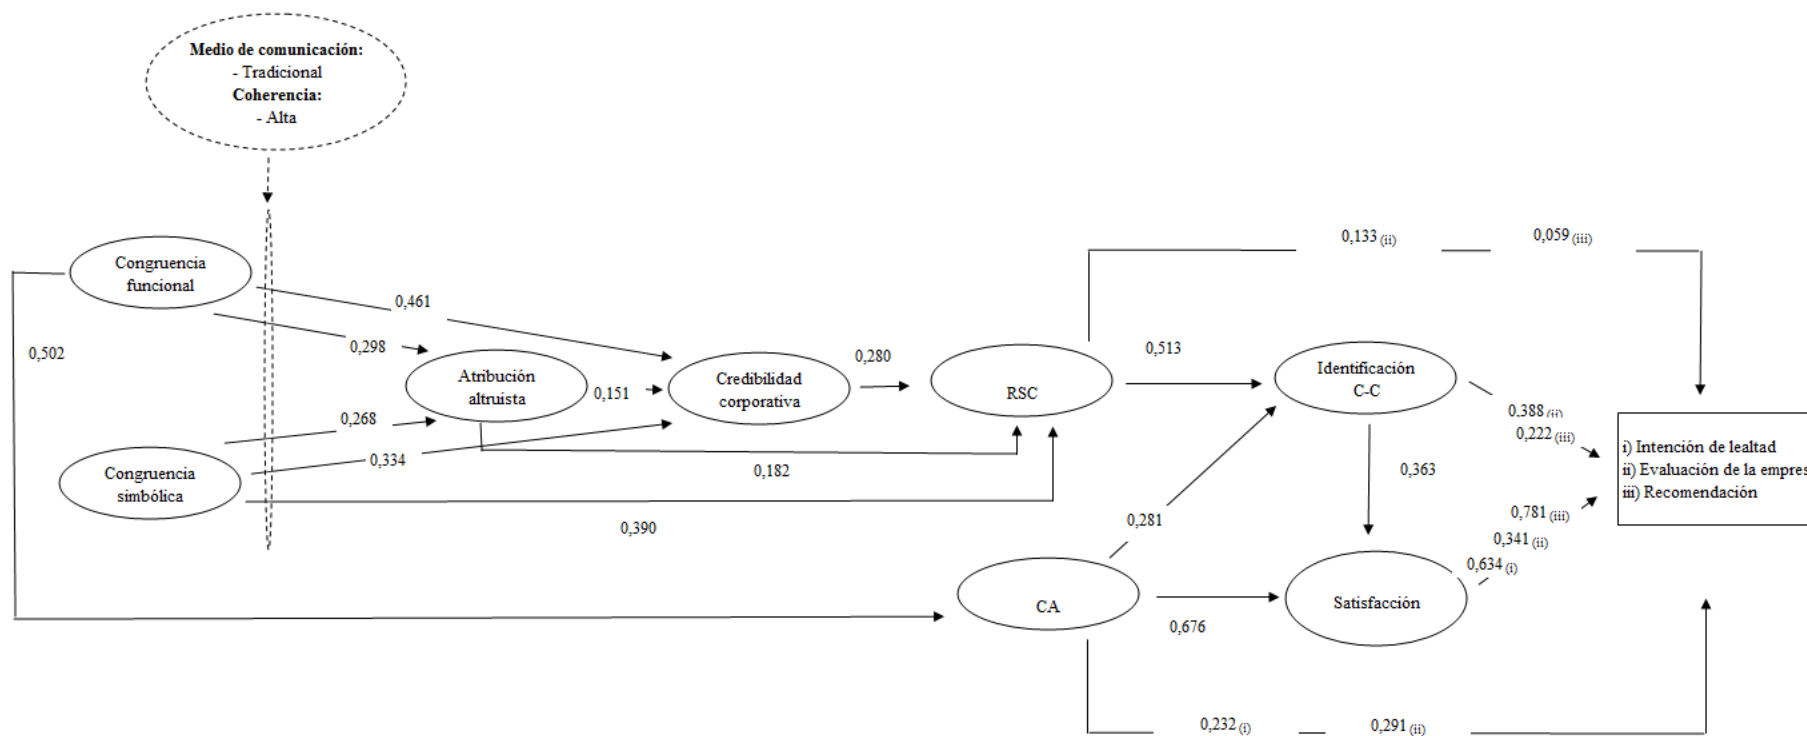 Medio de comunicación:
- Tradicional
Coherencia:
- Alta
Congruencia
funcional
0,461
0,298
0,502
Atribución
altruista
0,151
Credibilidad
corporativa
0,280
RSC
0,133 (ii)
0,059 (iii)
0,513
Identificación
C-C
0,388 (ii)
0,222 (iii)
0,268
0,334
Congruencia
simbólica
0,182
0,390
0,363
0,281
i) Intención de lealtad
ii) Evaluación de la empres
iii) Recomendación
0,781 (iii)
0,341 (ii)
0,634 (i)
CA
0,676
Satisfacción
0,232 (i)
0,291 (ii)